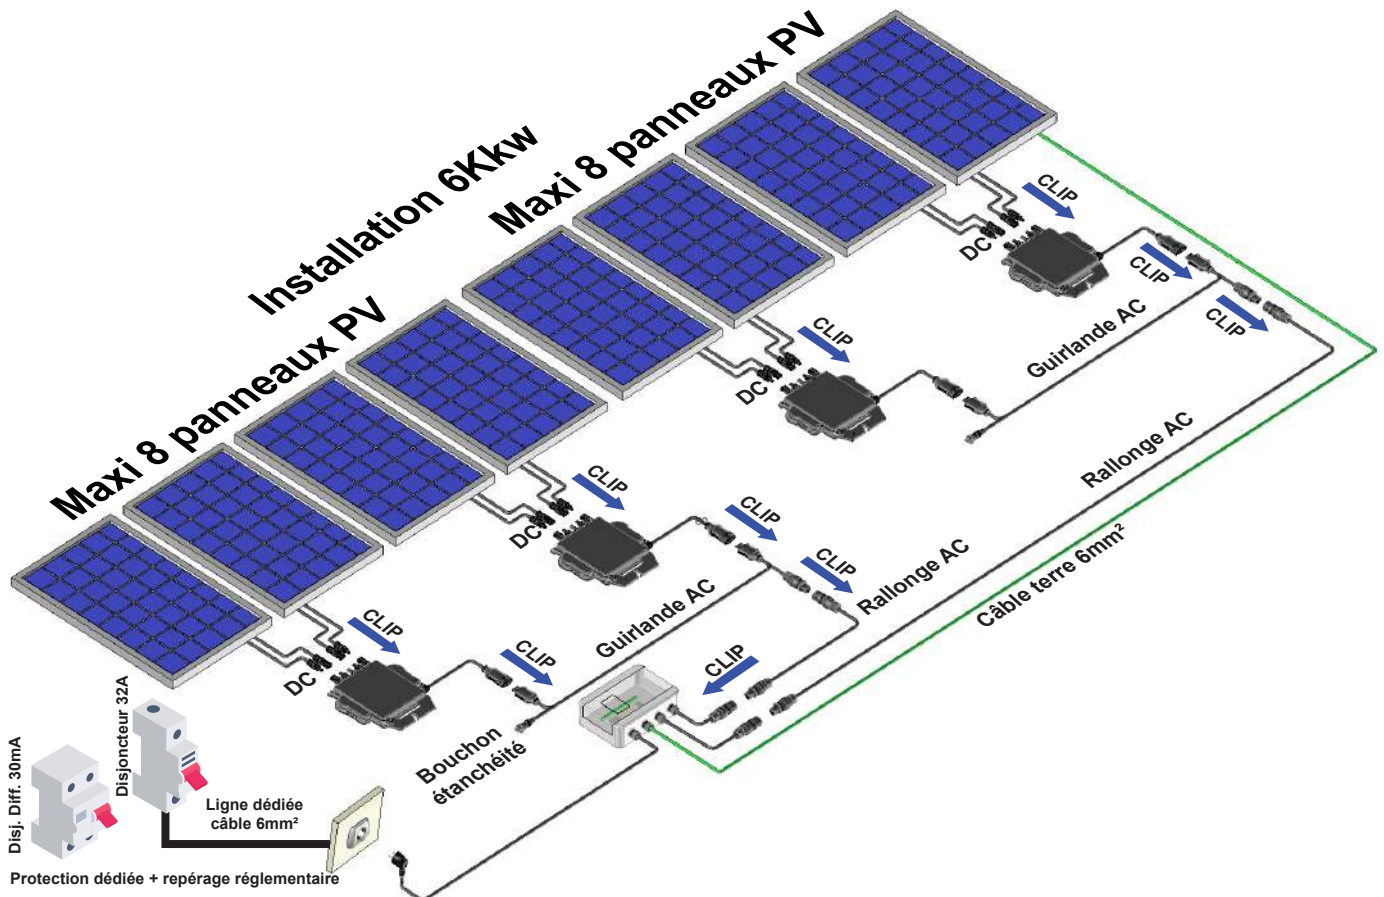 Maxi 8 panneaux PV
Installation 6Kkw
Maxi 8 panneaux PV
CLIP
DC
CLIP
CLIP
Guirlande AC
CLIP
DC
Rallonge AC
CLIP
DC
CLIP
CLIP
Rallonge AC
Câble terre 6mm²
Guirlande AC
CLIP
DC
CLIP
CLIP
Bouchon
étanchéité
Disjoncteur 32A
Disj. Diff. 30mA
Ligne dédiée
câble 6mm²
Protection dédiée + repérage réglementaire